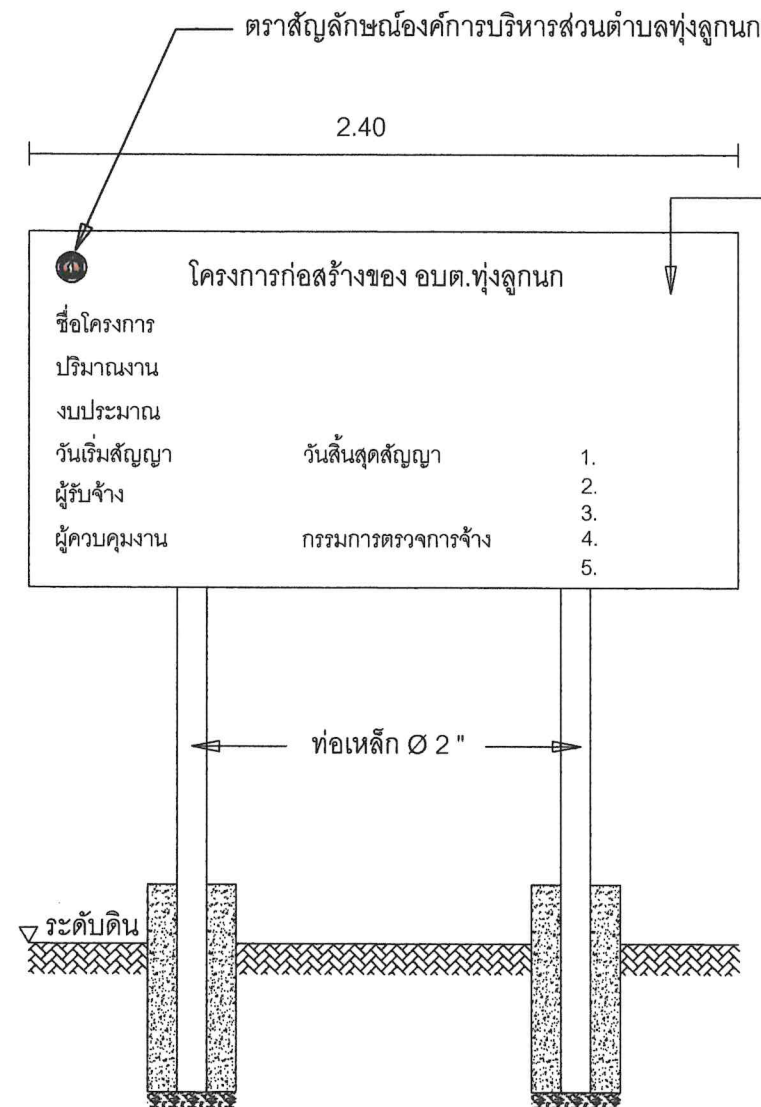 ตราสัญลักษณ์องค์การบริหารส่วนตำบลทุ่งลูกนก
2.40
โครงการก่อสร้างของ อบต.ทุ่งลูกนก
ชื่อโครงการ
ปริมาณงาน
งบประมาณ
วันเริ่มสัญญา วันสิ้นสุดสัญญา 1.
ผู้รับจ้าง 2.
3.
ผู้ควบคุมงาน กรรมการตรวจการจ้าง 4.
5.
ท่อเหล็ก Ø 2 "
ระดับดิน